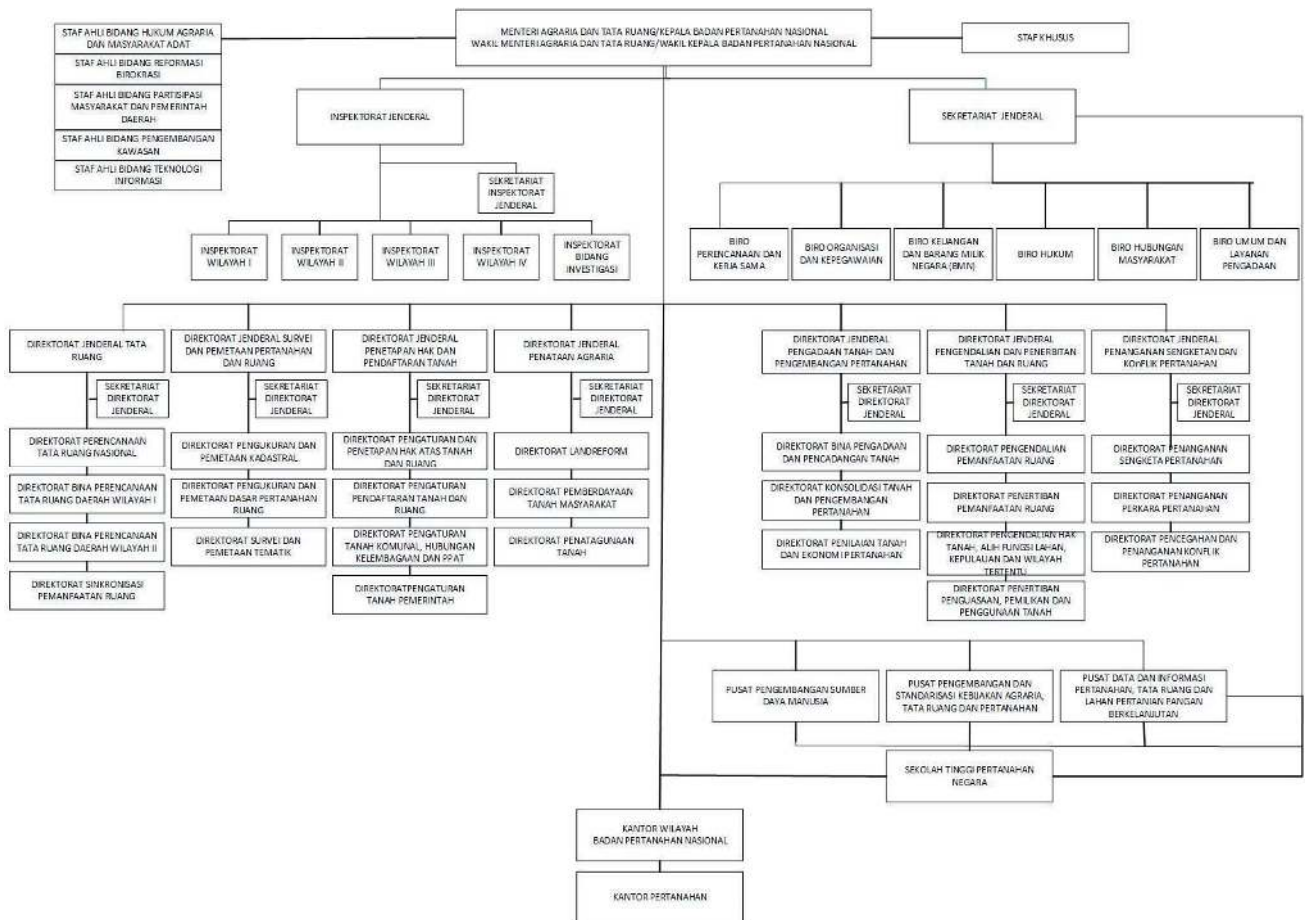 STAF AHLI BIDANG HUKUM AGRARIA
DAN MASYARAKAT ADAT
STAF AHLI BIDANG REFORMASI
BIROKRASI
STAF AHLI BIDANG PARTISIPASI
MASYARAKAT DAN PEMERINTAH
DAERAH
STAF AHLI BIDANG PENGEMBANGAN
KAWASAN
STAF AHLI BIDANG TEKNOLOGI
INFORMASI
MENTERI AGRARIA DAN TATA RUANG/KEPALA BADAN PERTANAHAN NASIONAL
WAKIL MENTERI AGRARIA DAN TATA RUANG/WAKIL KEPALA BADAN PERTANAHAN NASIONAL
STAF KHUSUS
INSPEKTORAT JENDERAL
SEKRETARIAT JENDERAL
SEKRETARIAT
INSPEKTORAT
JENDERAL
INSPEKTORAT
WILAYAH I
INSPEKTORAT
WILAYAH II
INSPEKTORAT
WILAYAH III
INSPEKTORAT
WILAYAH IV
INSPEKTORAT
BIDANG
INVESTIGASI
BIRO
PERENCANAAN DAN
KERJA SAMA
BIRO ORGANISASI
DAN KEPEGAWAIAN
BIRO KEUANGAN
DAN BARANG MILIK
NEGARA (BMN)
BIRO HUKUM
BIRO HUBUNGAN
MASYARAKAT
BIRO UMUM DAN
LAYANAN
PENGADAAN
DIREKTORAT JENDERAL TATA
RUANG
DIREKTORAT JENDERAL SURVEI
DAN PEMETAAN PERTANAHAN
DAN RUANG
DIREKTORAT JENDERAL
PENETAPAN HAK DAN
PENDAFTARAN TANAH
DIREKTORAT JENDERAL
PENATAAN AGRARIA
DIREKTORAT JENDERAL
PENGADAAN TANAH DAN
PENGEMBANGAN PERTANAHAN
DIREKTORAT JENDERAL
PENGENDALIAN DAN PENERBITAN
TANAH DAN RUANG
DIREKTORAT JENDERAL
PENANGANAN SENGKETAN DAN
KOnFLIK PERTANAHAN
SEKRETARIAT
DIREKTORAT
JENDERAL
SEKRETARIAT
DIREKTORAT
JENDERAL
SEKRETARIAT
DIREKTORAT
JENDERAL
SEKRETARIAT
DIREKTORAT
JENDERAL
SEKRETARIAT
DIREKTORAT
JENDERAL
SEKRETARIAT
DIREKTORAT
JENDERAL
SEKRETARIAT
DIREKTORAT
JENDERAL
DIREKTORAT PERENCANAAN
TATA RUANG NASIONAL
DIREKTORAT BINA PERENCANAAN
TATA RUANG DAERAH WILAYAH I
DIREKTORAT BINA PERENCANAAN
TATA RUANG DAERAH WILAYAH II
DIREKTORAT SINKRONISASI
PEMANFAATAN RUANG
DIREKTORAT PENGUKURAN DAN
PEMETAAN KADASTRAL
DIREKTORAT PENGUKURAN DAN
PEMETAAN DASAR PERTANAHAN
RUANG
DIREKTORAT SURVEI DAN
PEMETAAN TEMATIK
DIREKTORAT PENGATURAN DAN
PENETAPAN HAK ATAS TANAH
DAN RUANG
DIREKTORAT PENGATURAN
PENDAFTARAN TANAH DAN
RUANG
DIREKTORAT PENGATURAN
TANAH KOMUNAL, HUBUNGAN
KELEMBAGAAN DAN PPAT
DIREKTORATPENGATURAN
TANAH PEMERINTAH
DIREKTORAT LANDREFORM
DIREKTORAT PEMBERDAYAAN
TANAH MASYARAKAT
DIREKTORAT PENATAGUNAAN
TANAH
DIREKTORAT BINA PENGADAAN
DAN PENCADANGAN TANAH
DIREKTORAT KONSOLIDASI TANAH
DAN PENGEMBANGAN
PERTANAHAN
DIREKTORAT PENILAIAN TANAH
DAN EKONOMI PERTANAHAN
DIREKTORAT PENGENDALIAN
PEMANFAATAN RUANG
DIREKTORAT PENERTIBAN
PEMANFAATAN RUANG
DIREKTORAT PENGENDALIAN HAK
TANAH, ALIH FUNGSI LAHAN,
KEPULAUAN DAN WILAYAH
TERTENTU
DIREKTORAT PENERTIBAN
PENGUASAAN, PEMILIKAN DAN
PENGGUNAAN TANAH
DIREKTORAT PENANGANAN
SENGKETA PERTANAHAN
DIREKTORAT PENANGANAN
PERKARA PERTANAHAN
DIREKTORAT PENCEGAHAN DAN
PENANGANAN KONFLIK
PERTANAHAN
PUSAT PENGEMBANGAN SUMBER
DAYA MANUSIA
PUSAT PENGEMBANGAN DAN
STANDARISASI KEBIJAKAN AGRARIA,
TATA RUANG DAN PERTANAHAN
PUSAT DATA DAN INFORMASI
PERTANAHAN, TATA RUANG DAN
LAHAN PERTANIAN PANGAN
BERKELANJUTAN
SEKOLAH TINGGI PERTANAHAN
NEGARA
KANTOR WILAYAH
BADAN PERTANAHAN NASIONAL
KANTOR PERTANAHAN